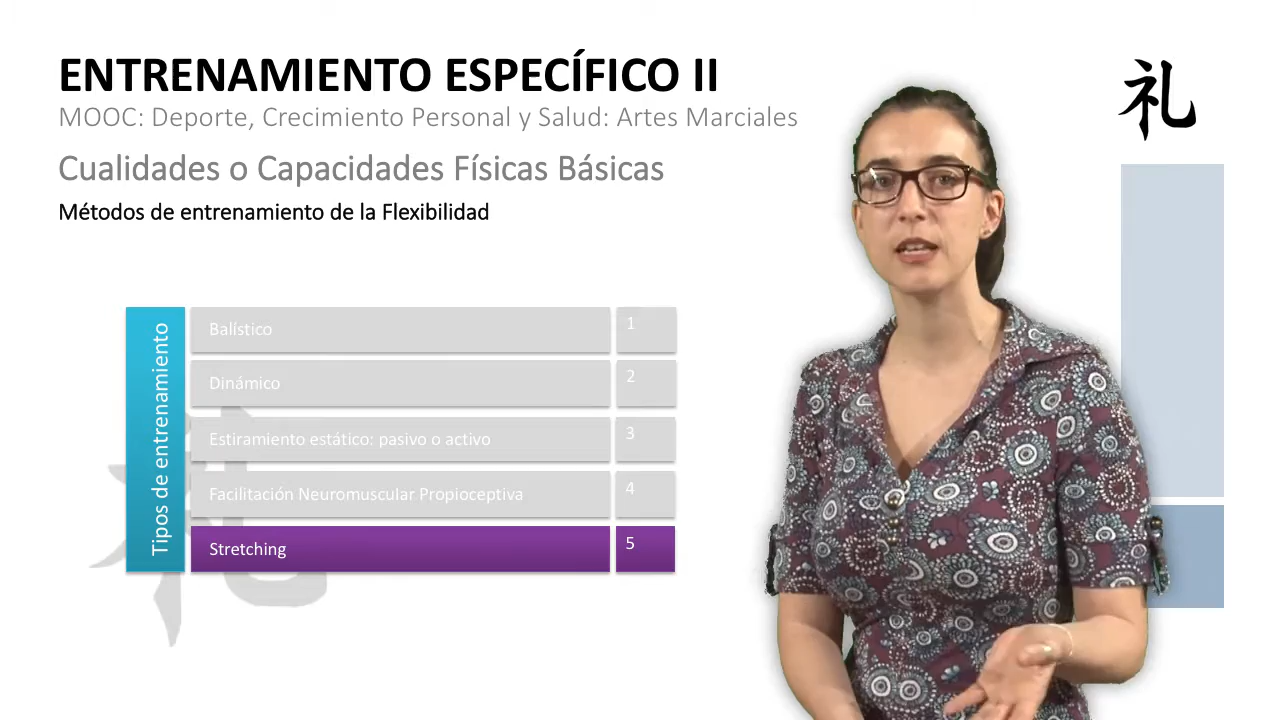 ENTRENAMIENTO ESPECÍFICO II
MOOC: Deporte, Crecimiento Personal y Salud: Artes Marciales
礼
Cualidades o Capacidades Físicas Básicas
Métodos de entrenamiento de la Flexibilidad
Tipos de entrenamiento
Balístico 1
Dinámico 2
Estiramiento estático: pasivo o activo 3
Facilitación Neuromuscular Propioceptiva 4
Stretching 5
礼